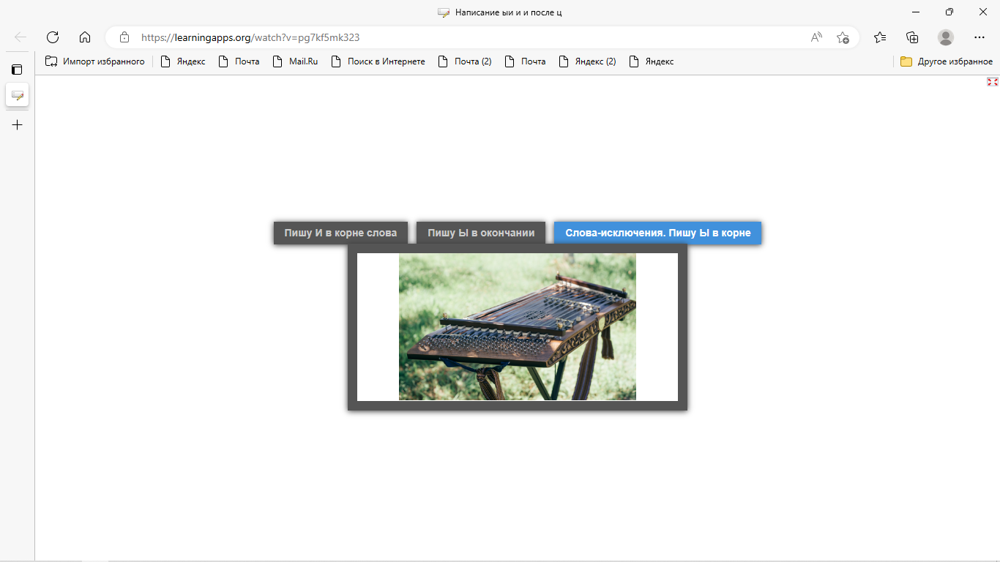 Написание ыи и и после ц
https://learningapps.org/watch?v=pg7kf5mk323
Импорт избранного Яндекс Почта Mail.Ru Поиск в Интернете Почта (2) Почта Яндекс (2) Яндекс Другое избранное
Пишу И в корне слова Пишу Ы в окончании Слова-исключения. Пишу Ы в корне